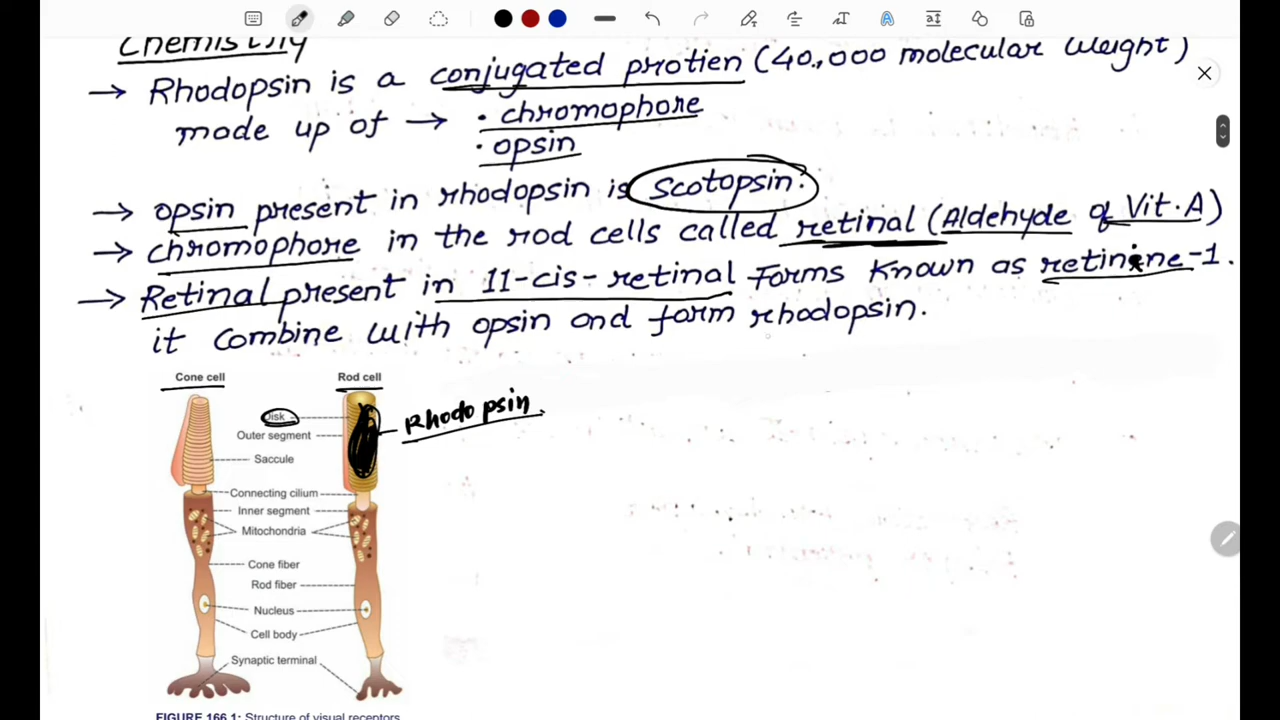 Chemistry
→ Rhodopsin is a conjugated protien (40,000 molecular weight)
made up of → • chromophore
• opsin
→ opsin present in rhodopsin is Scotopsin.
→ chromophore in the rod cells called retinal (Aldehyde of Vit.A)
→ Retinal present in 11-cis-retinal forms known as retinine-1.
it combine with opsin and form rhodopsin.
Cone cell
Rod cell
Disk
Rhodopsin
Outer segment
Saccule
Connecting cilium
Inner segment
Mitochondria
Cone fiber
Rod fiber
Nucleus
Cell body
Synaptic terminal
FIGURE 166.1: Structure of visual receptors